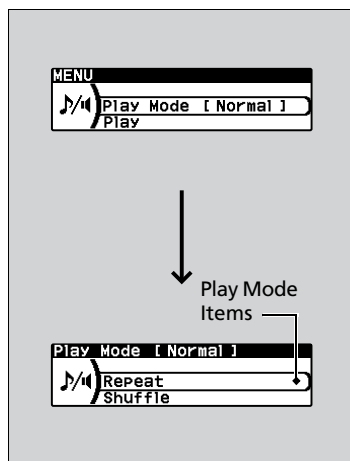 MENU
Play Mode [ Normal ]
Play
Play Mode
Items
Play Mode [ Normal ]
Repeat
Shuffle